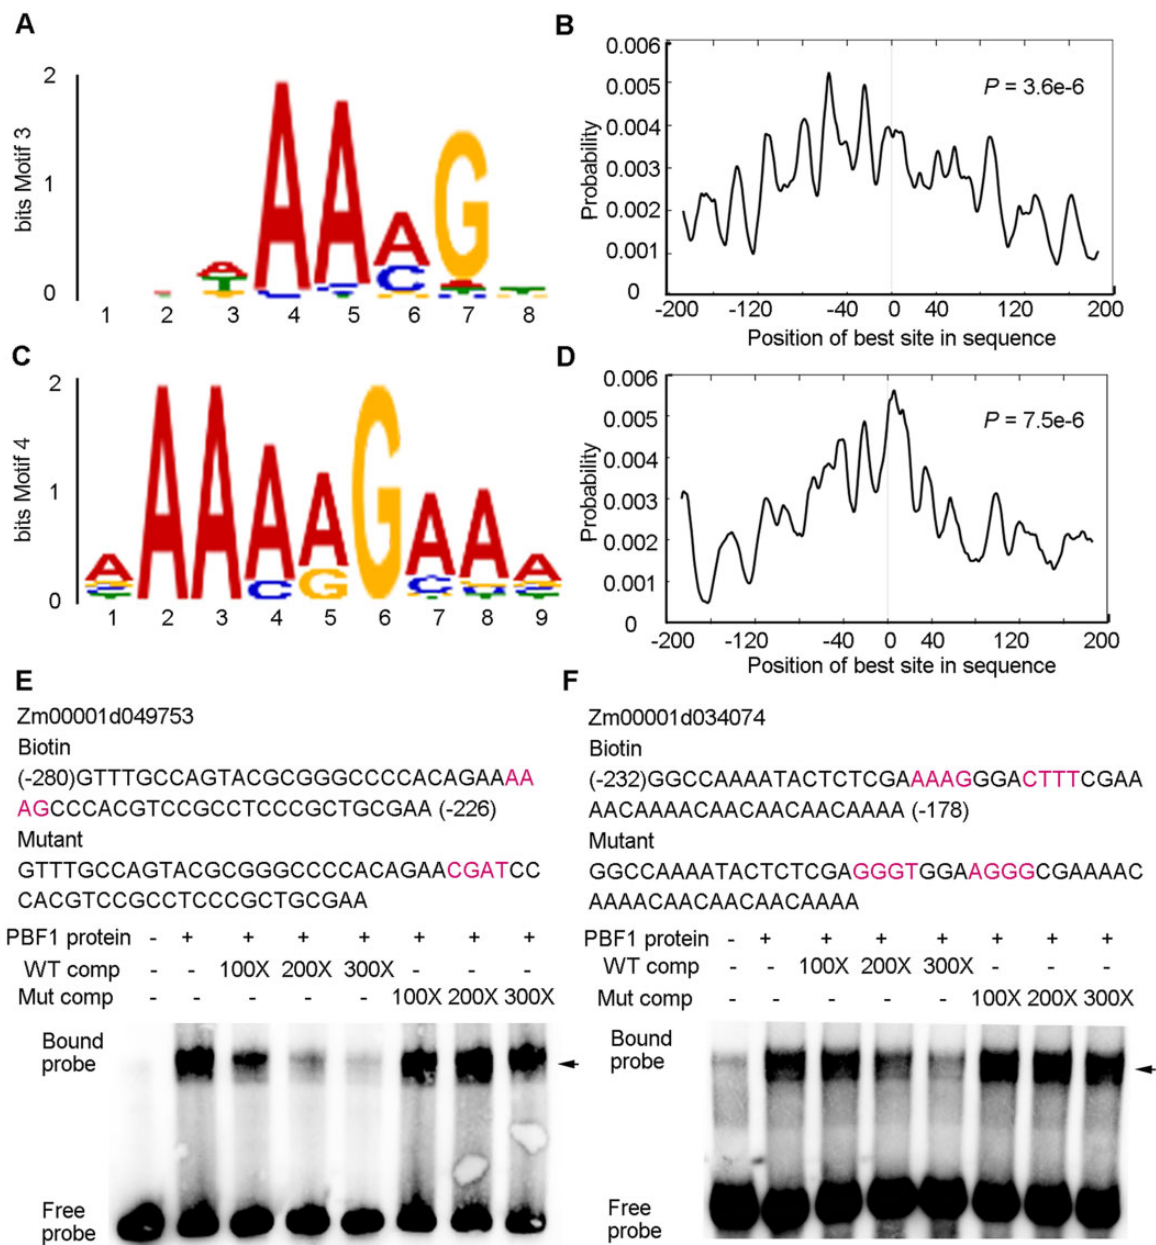 A
bits Motif 3
2
1
0
A T A A A C G
1 2 3 4 5 6 7 8
B
Probability
0.006
0.005
0.004
0.003
0.002
0.001
0
P = 3.6e-6
-200 -120 -40 0 40 120 200
Position of best site in sequence
C
bits Motif 4
2
1
0
A A A A C A G G A C A A
1 2 3 4 5 6 7 8 9
D
Probability
0.006
0.005
0.004
0.003
0.002
0.001
0
P = 7.5e-6
-200 -120 -40 0 40 120 200
Position of best site in sequence
E
Zm00001d049753
Biotin
(-280)GTTTGCCAGTACGCGGGCCCCACAGAAAA
AGCCCACGTCCGCCTCCCGCTGCGAA (-226)
Mutant
GTTTGCCAGTACGCGGGCCCCACAGAACGATCC
CACGTCCGCCTCCCGCTGCGAA
PBF1 protein - + + + + + + +
WT comp - - 100X 200X 300X - - -
Mut comp - - - - - 100X 200X 300X
Bound
probe
Free
probe
F
Zm00001d034074
Biotin
(-232)GGCCAAAATACTCTCGAAAAGGGACTTTCGAA
AACAAAACAACAACAACAAAA (-178)
Mutant
GGCCAAAATACTCTCGAGGGTGGAAGGGCGAAAAC
AAAACAACAACAACAAAA
PBF1 protein - + + + + + + +
WT comp - - 100X 200X 300X - - -
Mut comp - - - - - 100X 200X 300X
Bound
probe
Free
probe